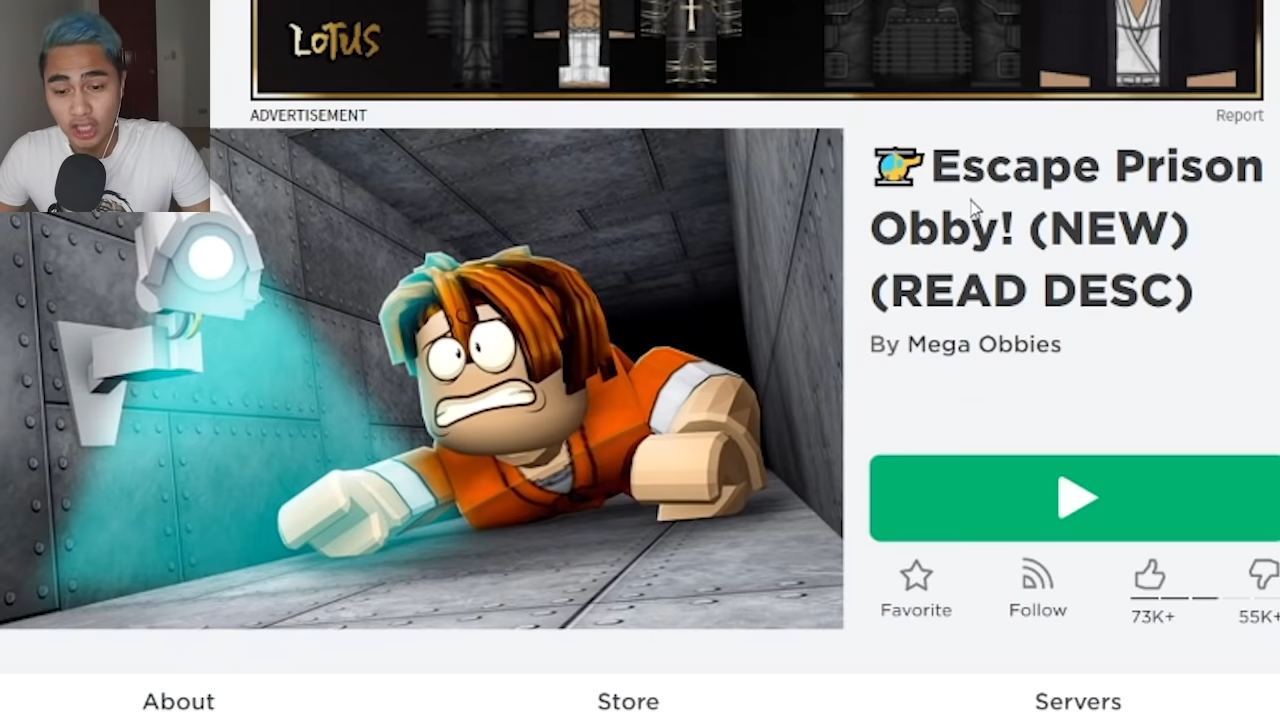 LOTUS
ADVERTISEMENT
Report
Escape Prison
Obby! (NEW)
(READ DESC)
By Mega Obbies
Favorite
Follow
73K+
55K+
About
Store
Servers